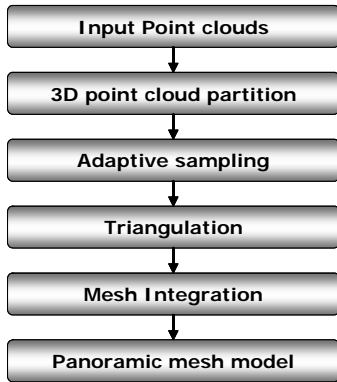 Input Point clouds
3D point cloud partition
Adaptive sampling
Triangulation
Mesh Integration
Panoramic mesh model